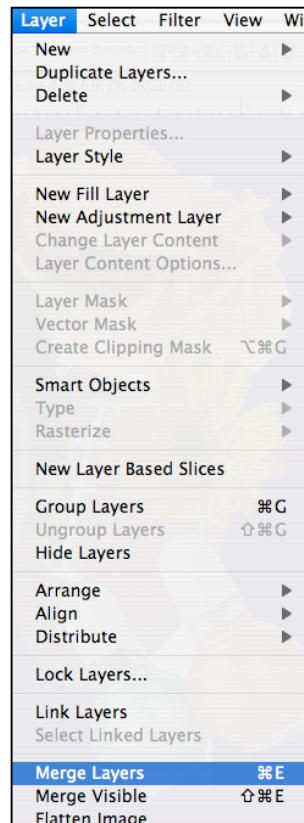 Layer Select Filter View Wi
New
Duplicate Layers...
Delete
Layer Properties...
Layer Style
New Fill Layer
New Adjustment Layer
Change Layer Content
Layer Content Options...
Layer Mask
Vector Mask
Create Clipping Mask ⌥⌘G
Smart Objects
Type
Rasterize
New Layer Based Slices
Group Layers ⌘G
Ungroup Layers ⇧⌘G
Hide Layers
Arrange
Align
Distribute
Lock Layers...
Link Layers
Select Linked Layers
Merge Layers ⌘E
Merge Visible ⇧⌘E
Flatten Image